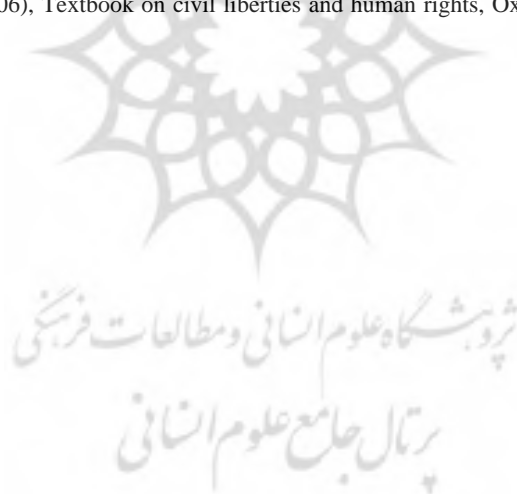 06), Textbook on civil liberties and human rights, Ox
پژوهشگاه علوم انسانی و مطالعات فرهنگی
پرتال جامع علوم انسانی